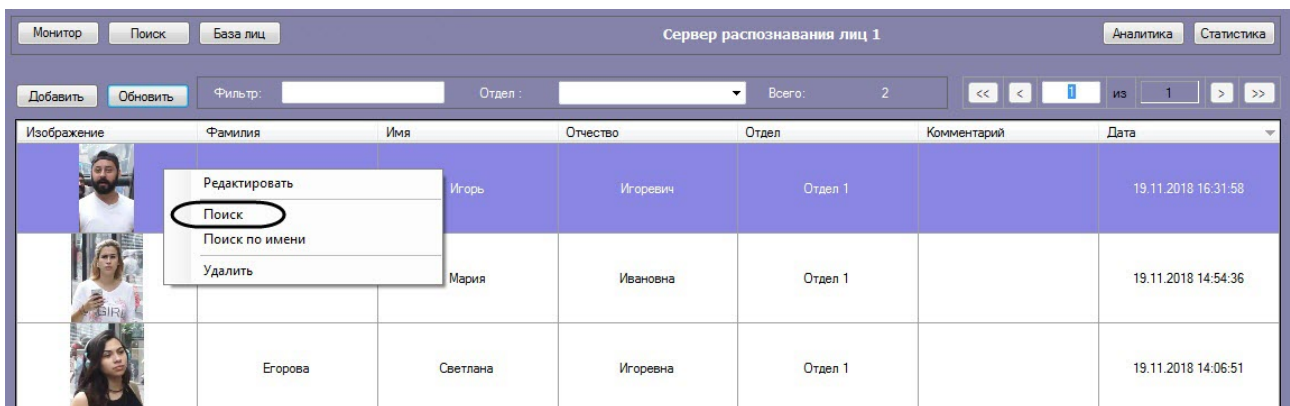 Монитор Поиск База лиц Сервер распознавания лиц 1 Аналитика Статистика
Добавить Обновить Фильтр: Отдел : Всего: 2 << < 1 из 1 > >>
Изображение Фамилия Имя Отчество Отдел Комментарий Дата
Редактировать
Игорь Игоревич Отдел 1 19.11.2018 16:31:58
Поиск
Поиск по имени
Удалить
Мария Ивановна Отдел 1 19.11.2018 14:54:36
GIRL
Егорова Светлана Игоревна Отдел 1 19.11.2018 14:06:51